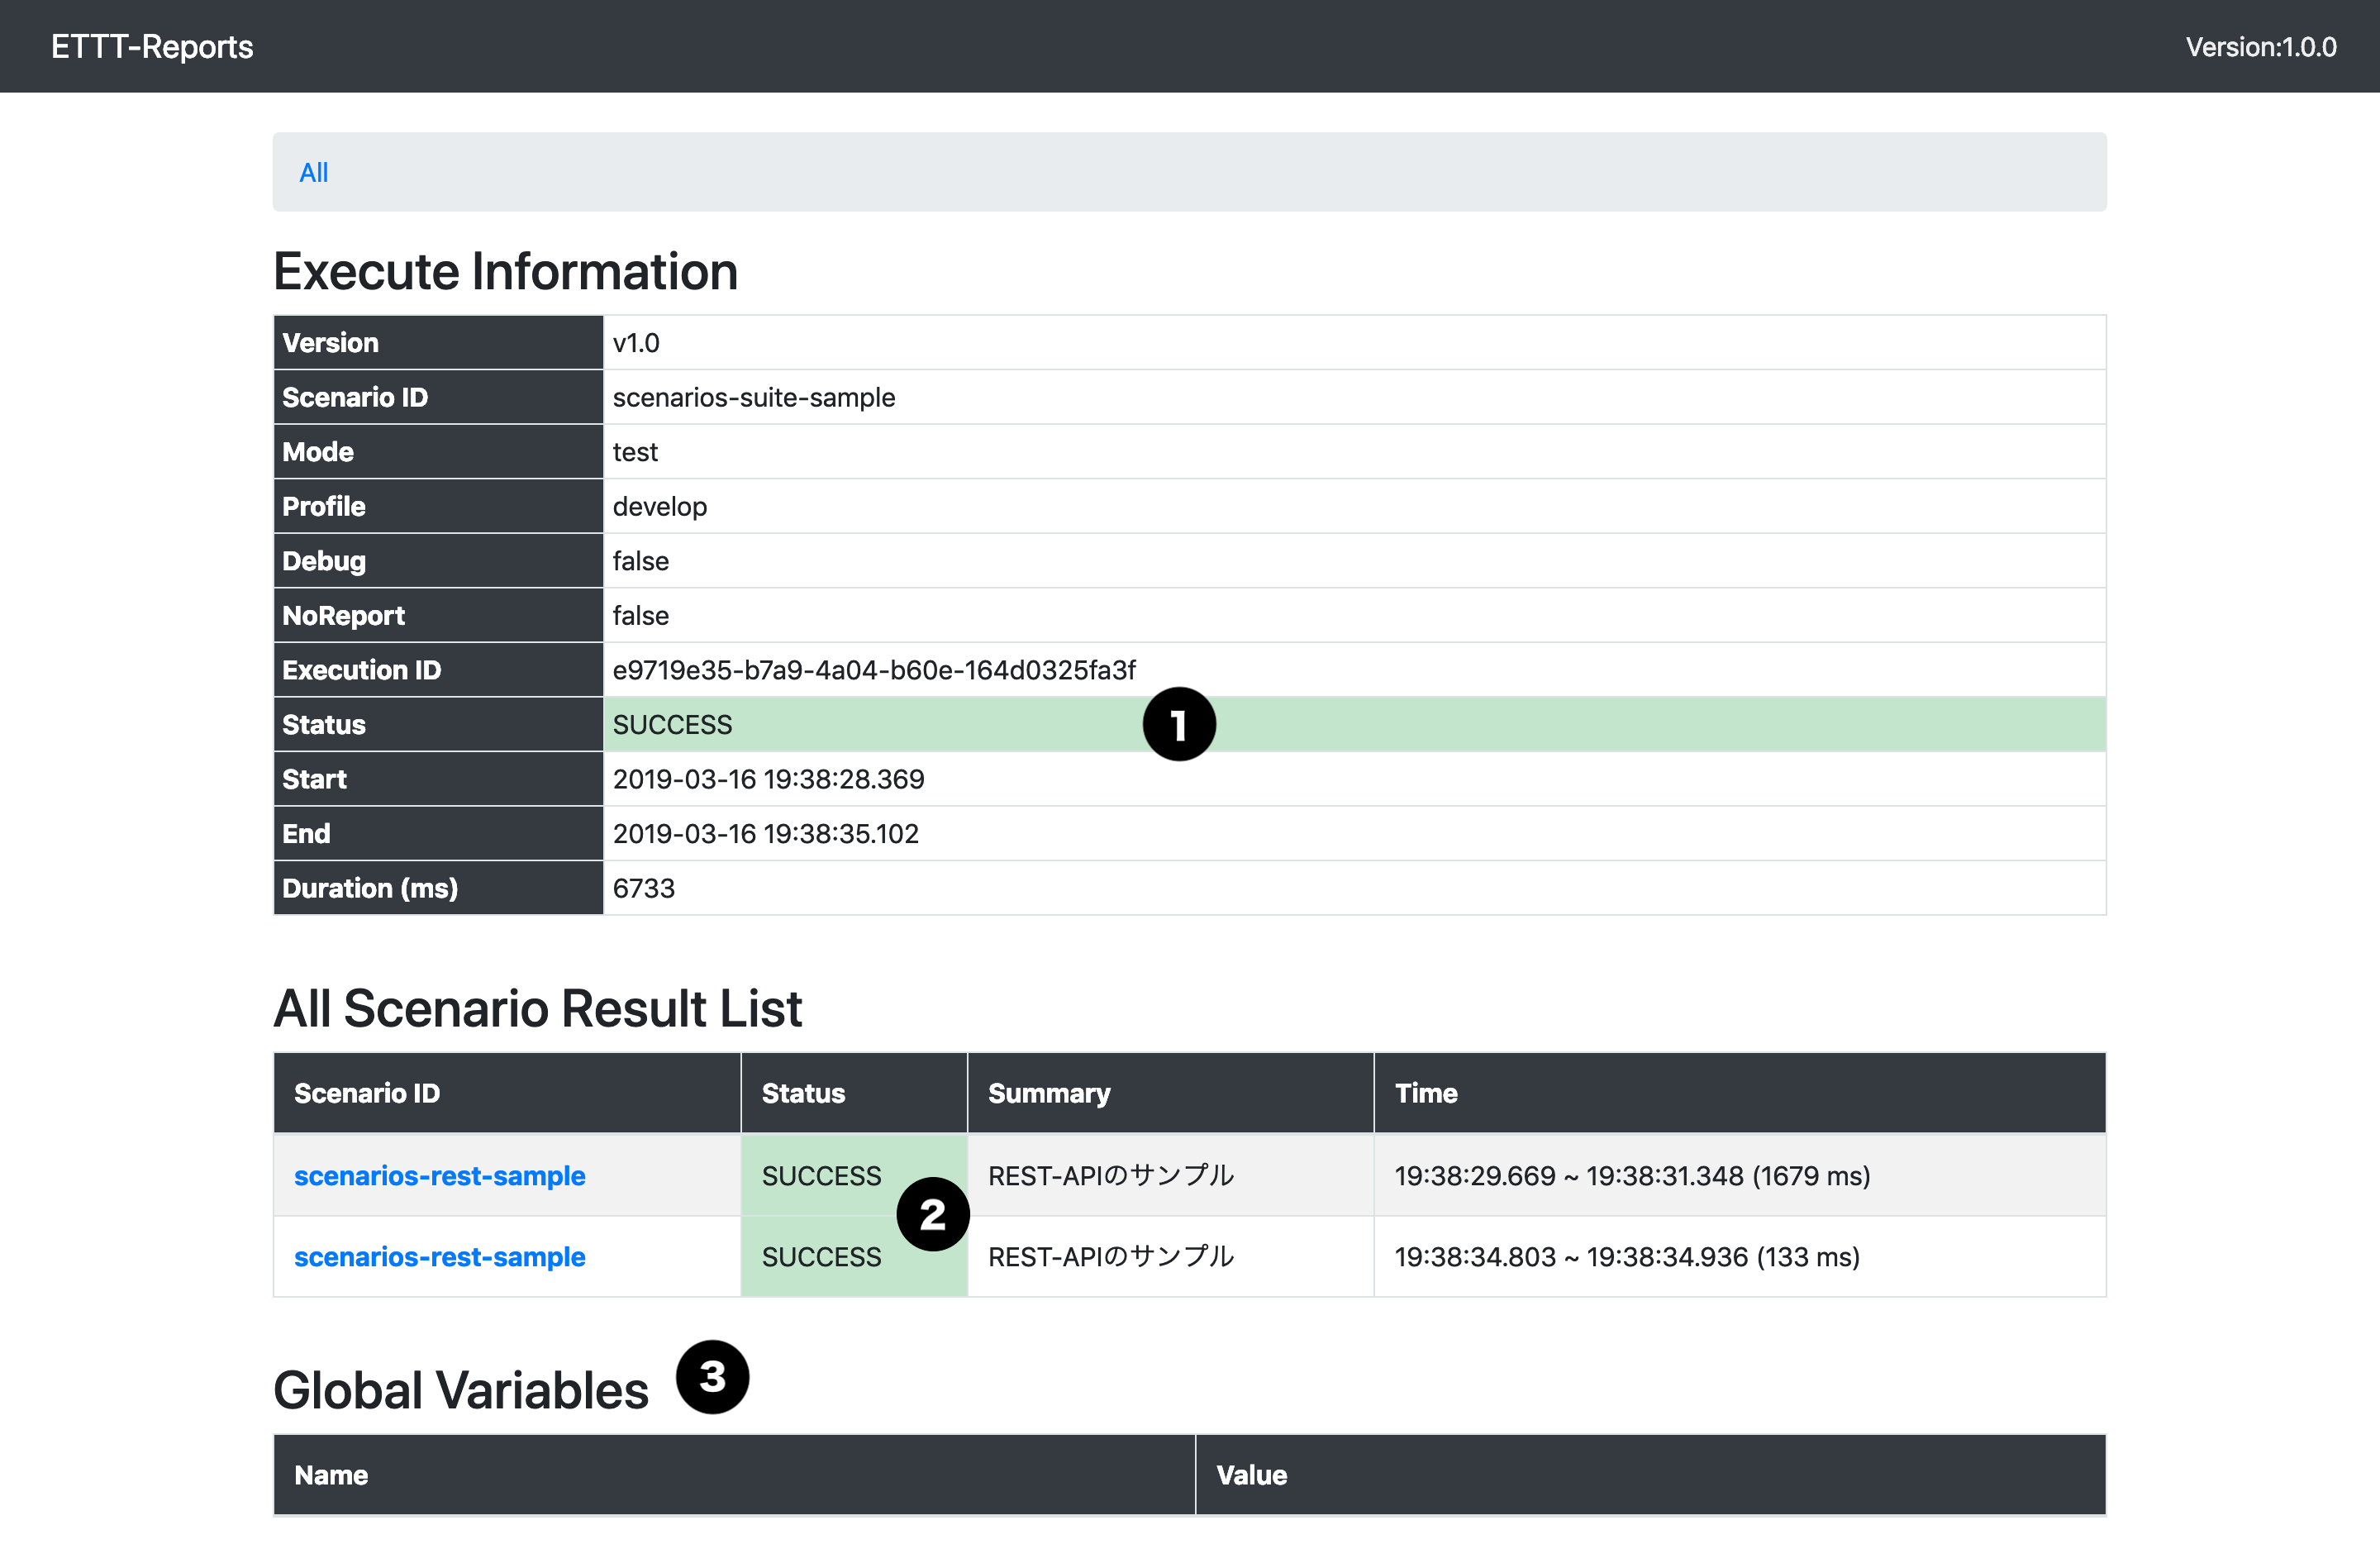 ETTT-Reports Version:1.0.0
All
Execute Information
Version v1.0
Scenario ID scenarios-suite-sample
Mode test
Profile develop
Debug false
NoReport false
Execution ID e9719e35-b7a9-4a04-b60e-164d0325fa3f
Status SUCCESS 1
Start 2019-03-16 19:38:28.369
End 2019-03-16 19:38:35.102
Duration (ms) 6733
All Scenario Result List
Scenario ID Status Summary Time
scenarios-rest-sample SUCCESS REST-APIのサンプル 19:38:29.669 ~ 19:38:31.348 (1679 ms)
2
scenarios-rest-sample SUCCESS REST-APIのサンプル 19:38:34.803 ~ 19:38:34.936 (133 ms)
Global Variables 3
Name Value